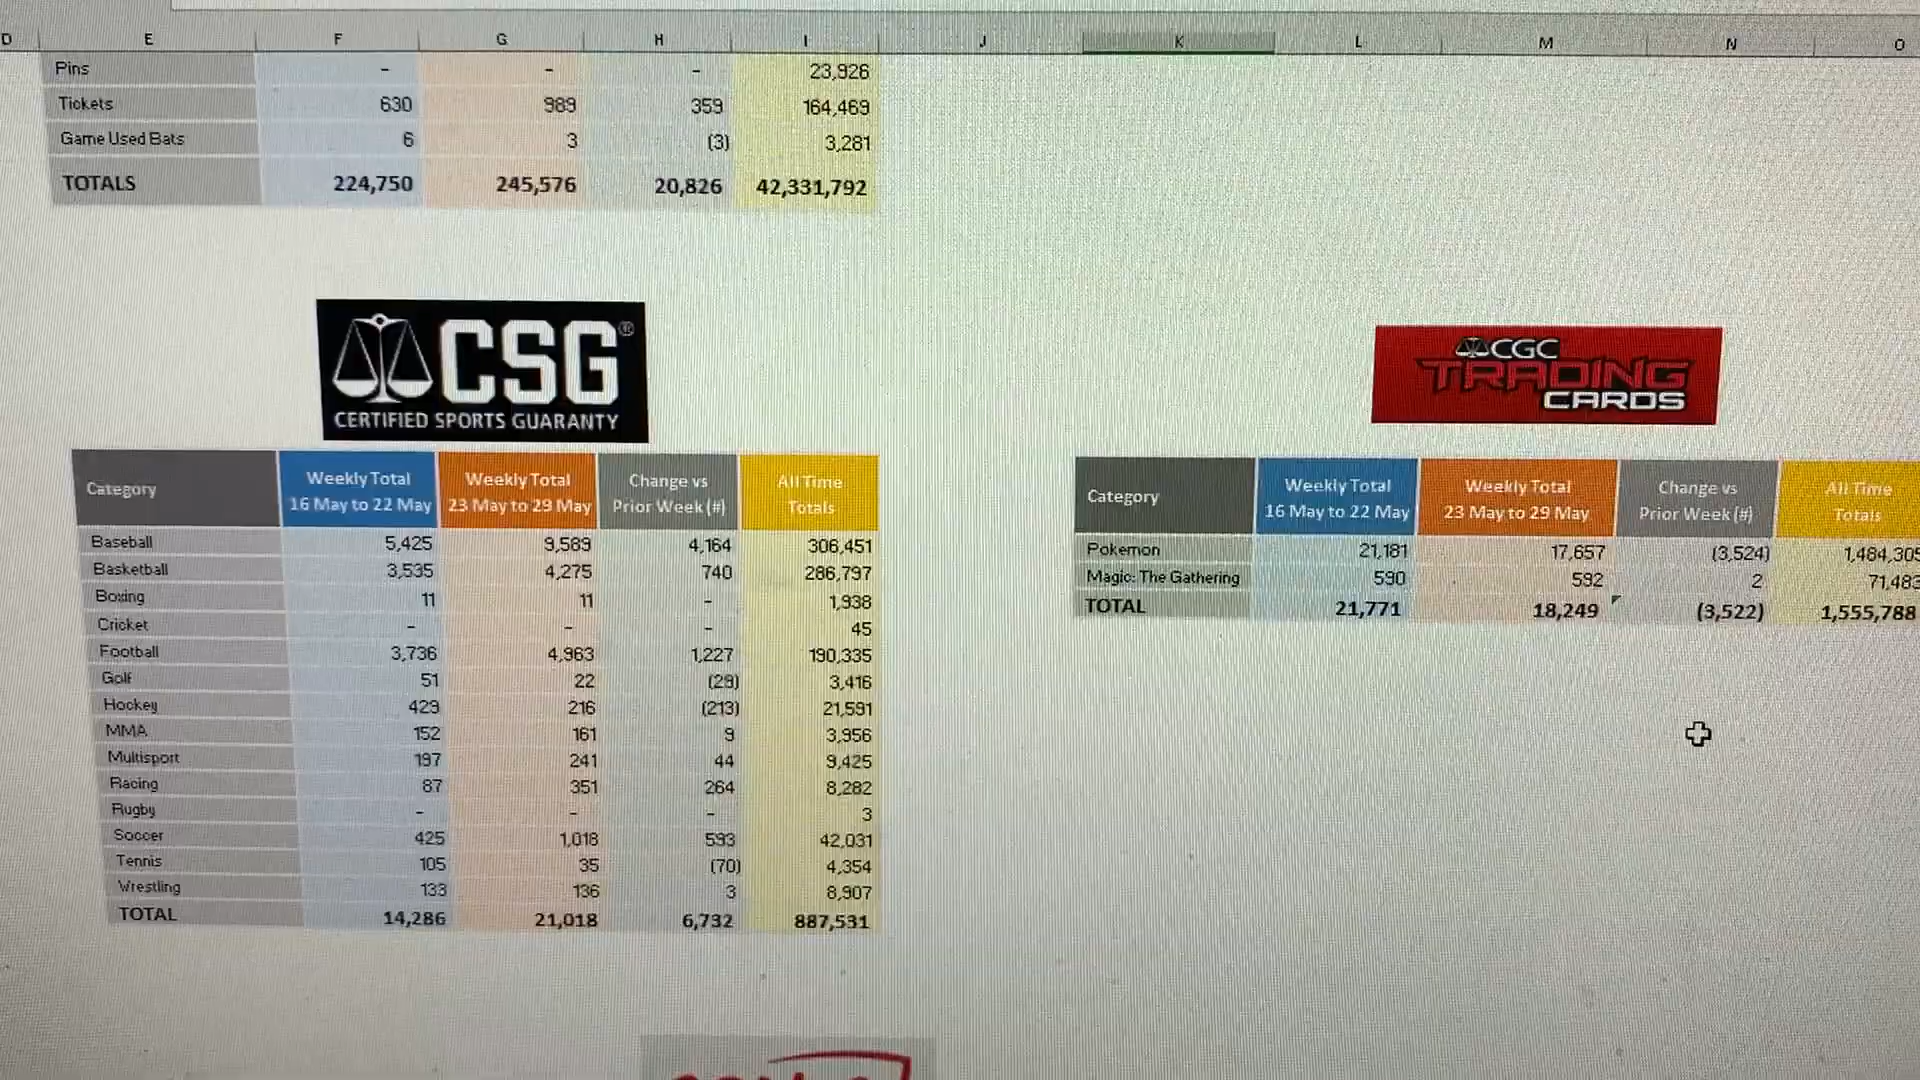 D E F G H I J K L M N O
Pins - - - 23,926
Tickets 630 989 359 164,469
Game Used Bats 6 3 (3) 3,281
TOTALS 224,750 245,576 20,826 42,331,792
CSG®
CERTIFIED SPORTS GUARANTY
Category Weekly Total 16 May to 22 May Weekly Total 23 May to 29 May Change vs Prior Week (#) All Time Totals
Baseball 5,425 9,589 4,164 306,451
Basketball 3,535 4,275 740 286,797
Boxing 11 11 - 1,938
Cricket - - - 45
Football 3,736 4,963 1,227 190,335
Golf 51 22 (29) 3,416
Hockey 429 216 (213) 21,591
MMA 152 161 9 3,956
Multisport 197 241 44 9,425
Racing 87 351 264 8,282
Rugby - - - 3
Soccer 425 1,018 593 42,031
Tennis 105 35 (70) 4,354
Wrestling 133 136 3 8,907
TOTAL 14,286 21,018 6,732 887,531
CGC
TRADING
CARDS
Category Weekly Total 16 May to 22 May Weekly Total 23 May to 29 May Change vs Prior Week (#) All Time Totals
Pokemon 21,181 17,657 (3,524) 1,484,305
Magic: The Gathering 590 592 2 71,483
TOTAL 21,771 18,249 (3,522) 1,555,788